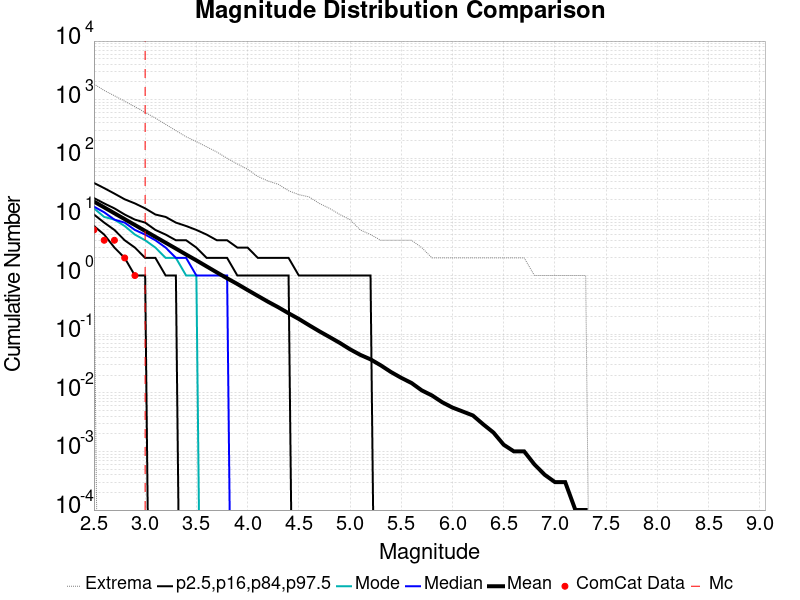 Magnitude Distribution Comparison
10 4
10 3
10 2
10 1
10 0
10 -1
10 -2
10 -3
10 -4
Cumulative Number
2.5 3.0 3.5 4.0 4.5 5.0 5.5 6.0 6.5 7.0 7.5 8.0 8.5 9.0
Magnitude
Extrema p2.5,p16,p84,p97.5 Mode Median Mean ComCat Data Mc